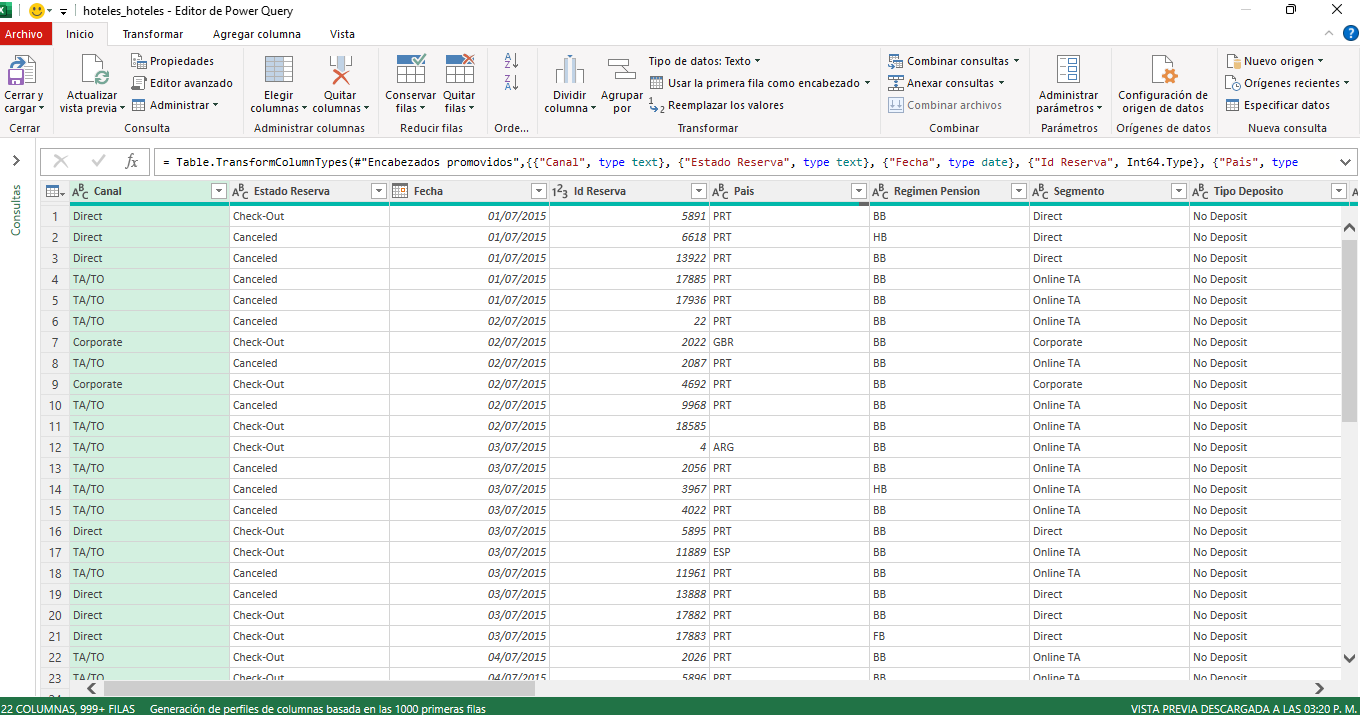 hoteles_hoteles - Editor de Power Query
Archivo Inicio Transformar Agregar columna Vista
Cerrar y cargar
Actualizar vista previa
Propiedades
Editor avanzado
Administrar
Elegir columnas
Quitar columnas
Conservar filas
Quitar filas
Dividir columna
Agrupar por
Tipo de datos: Texto
Usar la primera fila como encabezado
Reemplazar los valores
Combinar consultas
Anexar consultas
Combinar archivos
Administrar parámetros
Configuración de origen de datos
Nuevo origen
Orígenes recientes
Especificar datos
Cerrar Consulta Administrar columnas Reducir filas Orde... Transformar Combinar Parámetros Orígenes de datos Nueva consulta
= Table.TransformColumnTypes(#"Encabezados promovidos",{{"Canal", type text}, {"Estado Reserva", type text}, {"Fecha", type date}, {"Id Reserva", Int64.Type}, {"Pais", type
Consultas
Canal Estado Reserva Fecha Id Reserva Pais Regimen Pension Segmento Tipo Deposito
1 Direct Check-Out 01/07/2015 5891 PRT BB Direct No Deposit
2 Direct Canceled 01/07/2015 6618 PRT HB Direct No Deposit
3 Direct Canceled 01/07/2015 13922 PRT BB Direct No Deposit
4 TA/TO Canceled 01/07/2015 17885 PRT BB Online TA No Deposit
5 TA/TO Canceled 01/07/2015 17936 PRT BB Online TA No Deposit
6 TA/TO Canceled 02/07/2015 22 PRT BB Online TA No Deposit
7 Corporate Check-Out 02/07/2015 2022 GBR BB Corporate No Deposit
8 TA/TO Canceled 02/07/2015 2087 PRT BB Online TA No Deposit
9 Corporate Check-Out 02/07/2015 4692 PRT BB Corporate No Deposit
10 TA/TO Canceled 02/07/2015 9968 PRT BB Online TA No Deposit
11 TA/TO Check-Out 02/07/2015 18585 BB Online TA No Deposit
12 TA/TO Check-Out 03/07/2015 4 ARG BB Online TA No Deposit
13 TA/TO Canceled 03/07/2015 2056 PRT BB Online TA No Deposit
14 TA/TO Canceled 03/07/2015 3967 PRT HB Online TA No Deposit
15 TA/TO Canceled 03/07/2015 4022 PRT BB Online TA No Deposit
16 Direct Check-Out 03/07/2015 5895 PRT BB Direct No Deposit
17 TA/TO Check-Out 03/07/2015 11889 ESP BB Online TA No Deposit
18 TA/TO Canceled 03/07/2015 11961 PRT BB Online TA No Deposit
19 Direct Canceled 03/07/2015 13888 PRT BB Direct No Deposit
20 Direct Check-Out 03/07/2015 17882 PRT BB Direct No Deposit
21 Direct Check-Out 03/07/2015 17883 PRT FB Direct No Deposit
22 TA/TO Check-Out 04/07/2015 2026 PRT BB Online TA No Deposit
23 TA/TO Check-Out 04/07/2015 5896 PRT BB Online TA No Deposit
22 COLUMNAS, 999+ FILAS Generación de perfiles de columnas basada en las 1000 primeras filas VISTA PREVIA DESCARGADA A LAS 03:20 P. M.